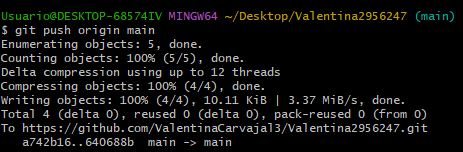 Usuario@DESKTOP-68574IV MINGW64 ~/Desktop/Valentina2956247 (main)
$ git push origin main
Enumerating objects: 5, done.
Counting objects: 100% (5/5), done.
Delta compression using up to 12 threads
Compressing objects: 100% (4/4), done.
Writing objects: 100% (4/4), 10.11 KiB | 3.37 MiB/s, done.
Total 4 (delta 0), reused 0 (delta 0), pack-reused 0 (from 0)
To https://github.com/ValentinaCarvajal3/Valentina2956247.git
   a742b16..640688b  main -> main